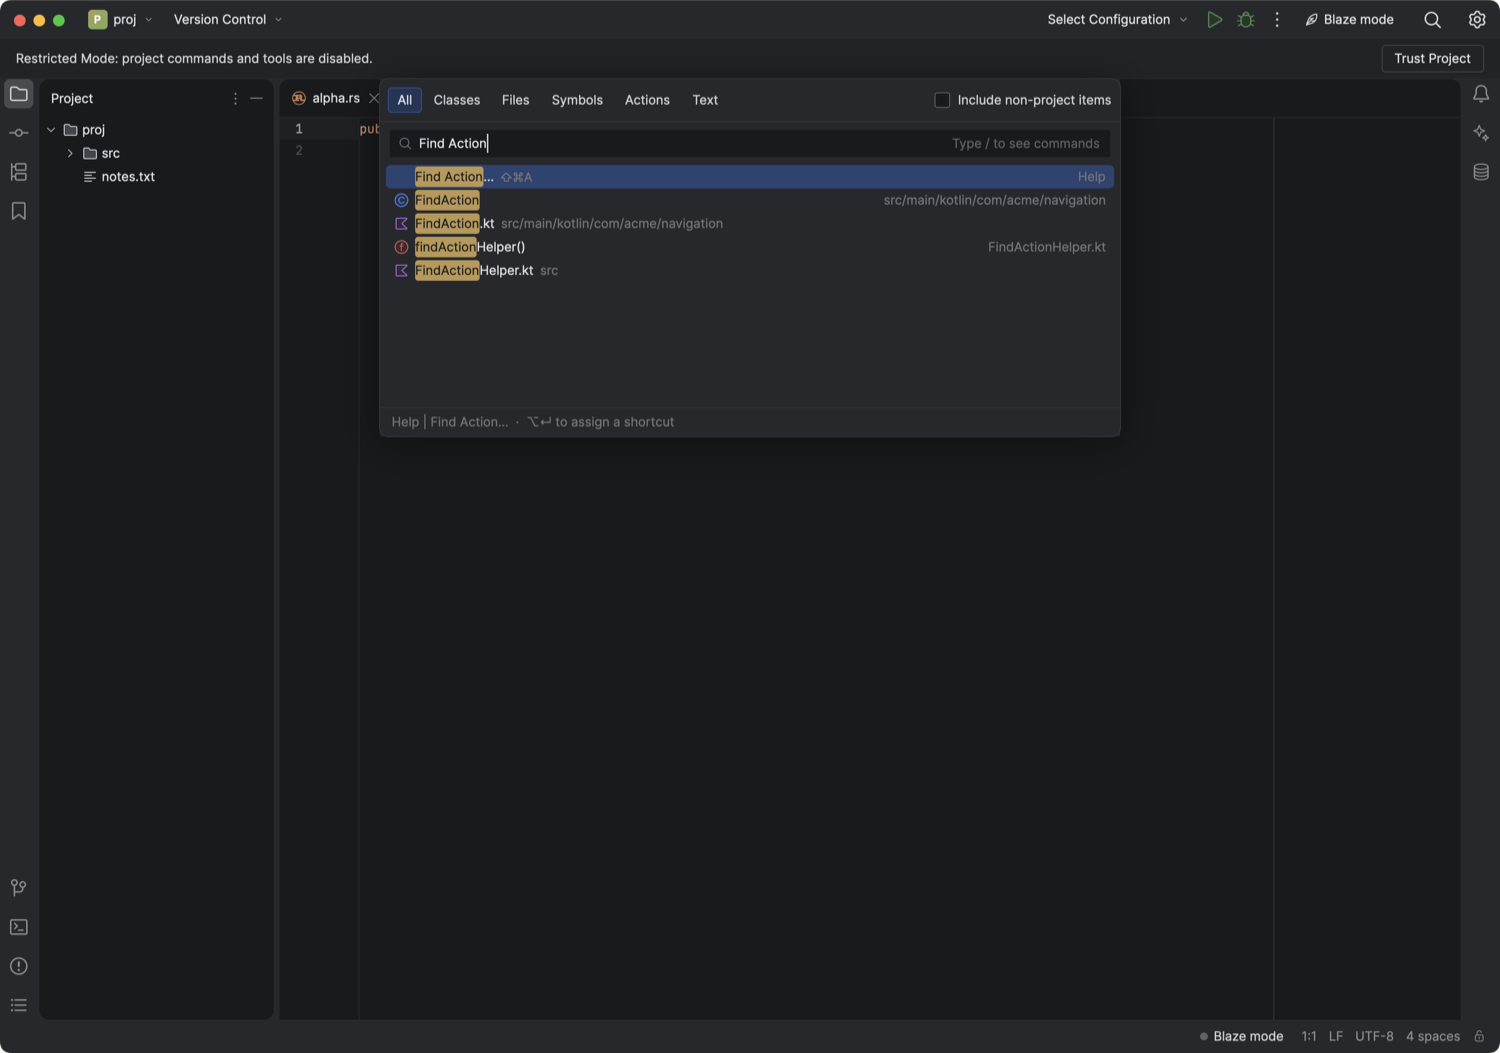 P proj Version Control Select Configuration Blaze mode
Restricted Mode: project commands and tools are disabled. Trust Project
Project
proj
src
notes.txt
alpha.rs
1 pub
2
All Classes Files Symbols Actions Text Include non-project items
Find Action Type / to see commands
Find Action... ⇧⌘A Help
FindAction src/main/kotlin/com/acme/navigation
FindAction.kt src/main/kotlin/com/acme/navigation
findActionHelper() FindActionHelper.kt
FindActionHelper.kt src
Help | Find Action... · ⌥↩ to assign a shortcut
Blaze mode 1:1 LF UTF-8 4 spaces